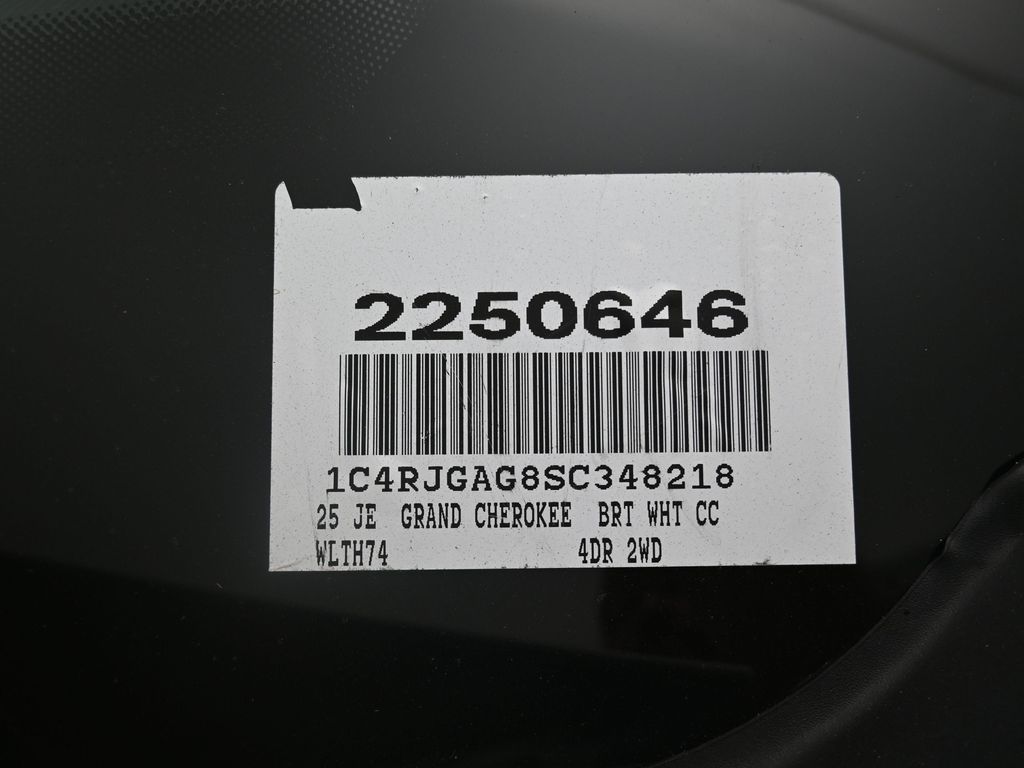 2250646
1C4RJGAG8SC348218
25 JE GRAND CHEROKEE BRT WHT CC
WLTH74 4DR 2WD